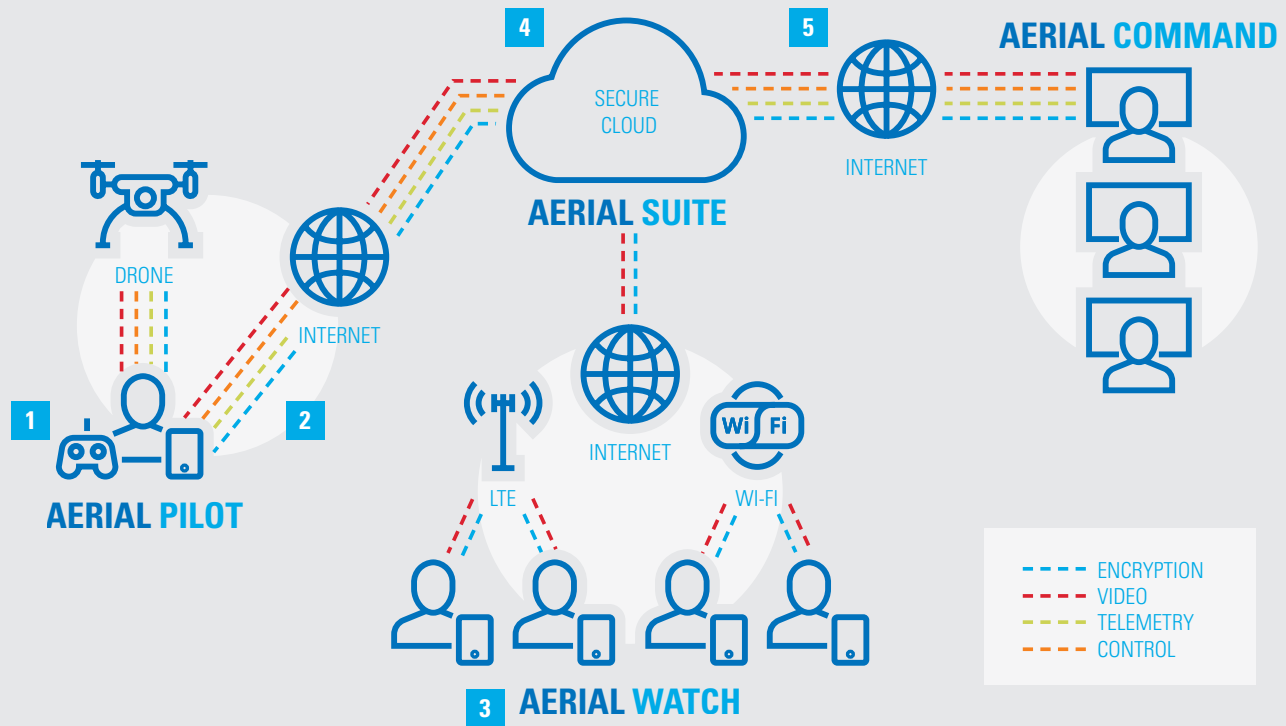 4
5
AERIAL COMMAND
SECURE
CLOUD
INTERNET
AERIAL SUITE
DRONE
INTERNET
1
2
AERIAL PILOT
INTERNET
Wi Fi
LTE
WI-FI
3
AERIAL WATCH
ENCRYPTION
VIDEO
TELEMETRY
CONTROL